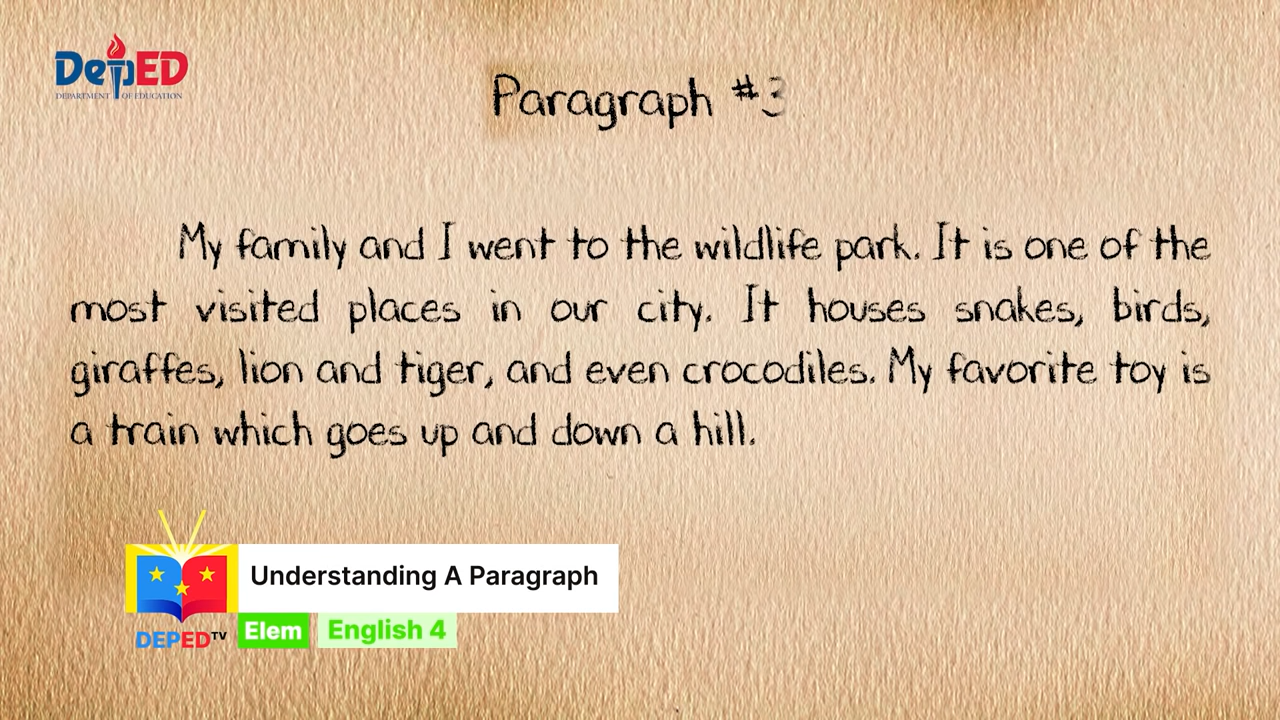 DepED
DEPARTMENT OF EDUCATION
Paragraph #3
My family and I went to the wildlife park. It is one of the
most visited places in our city. It houses snakes, birds,
giraffes, lion and tiger, and even crocodiles. My favorite toy is
a train which goes up and down a hill.
Understanding A Paragraph
DEPED TV
Elem
English 4